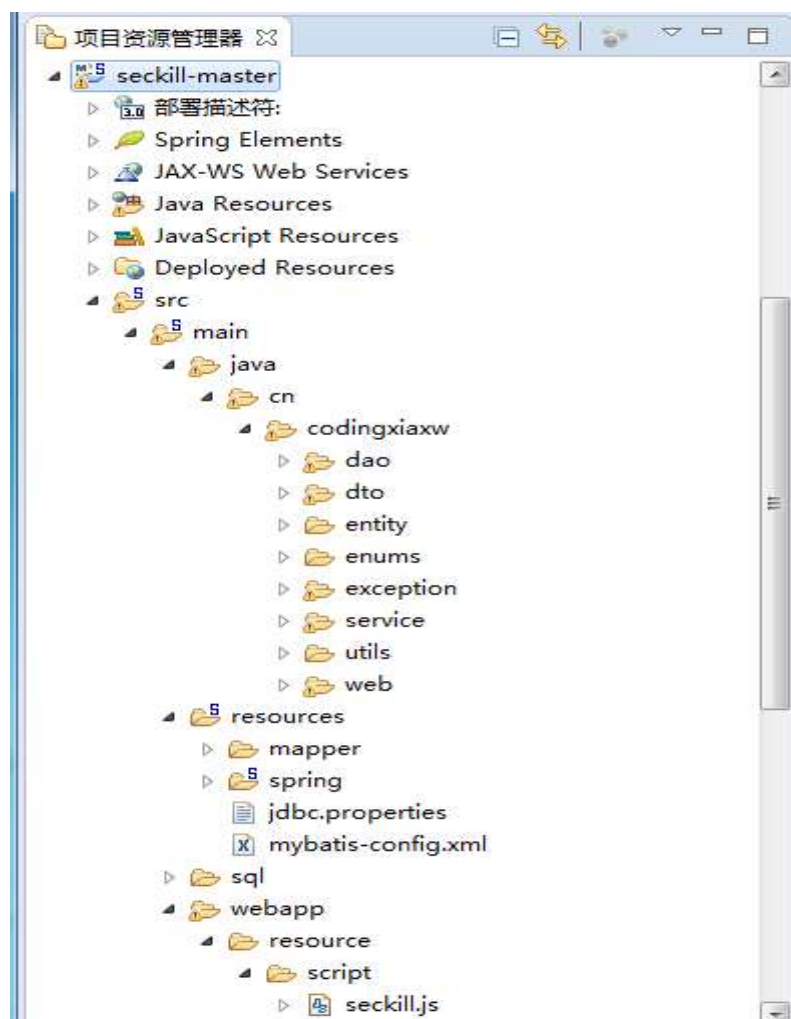 项目资源管理器
seckill-master
部署描述符:
Spring Elements
JAX-WS Web Services
Java Resources
JavaScript Resources
Deployed Resources
src
main
java
cn
codingxiaxw
dao
dto
entity
enums
exception
service
utils
web
resources
mapper
spring
jdbc.properties
mybatis-config.xml
sql
webapp
resource
script
seckill.js